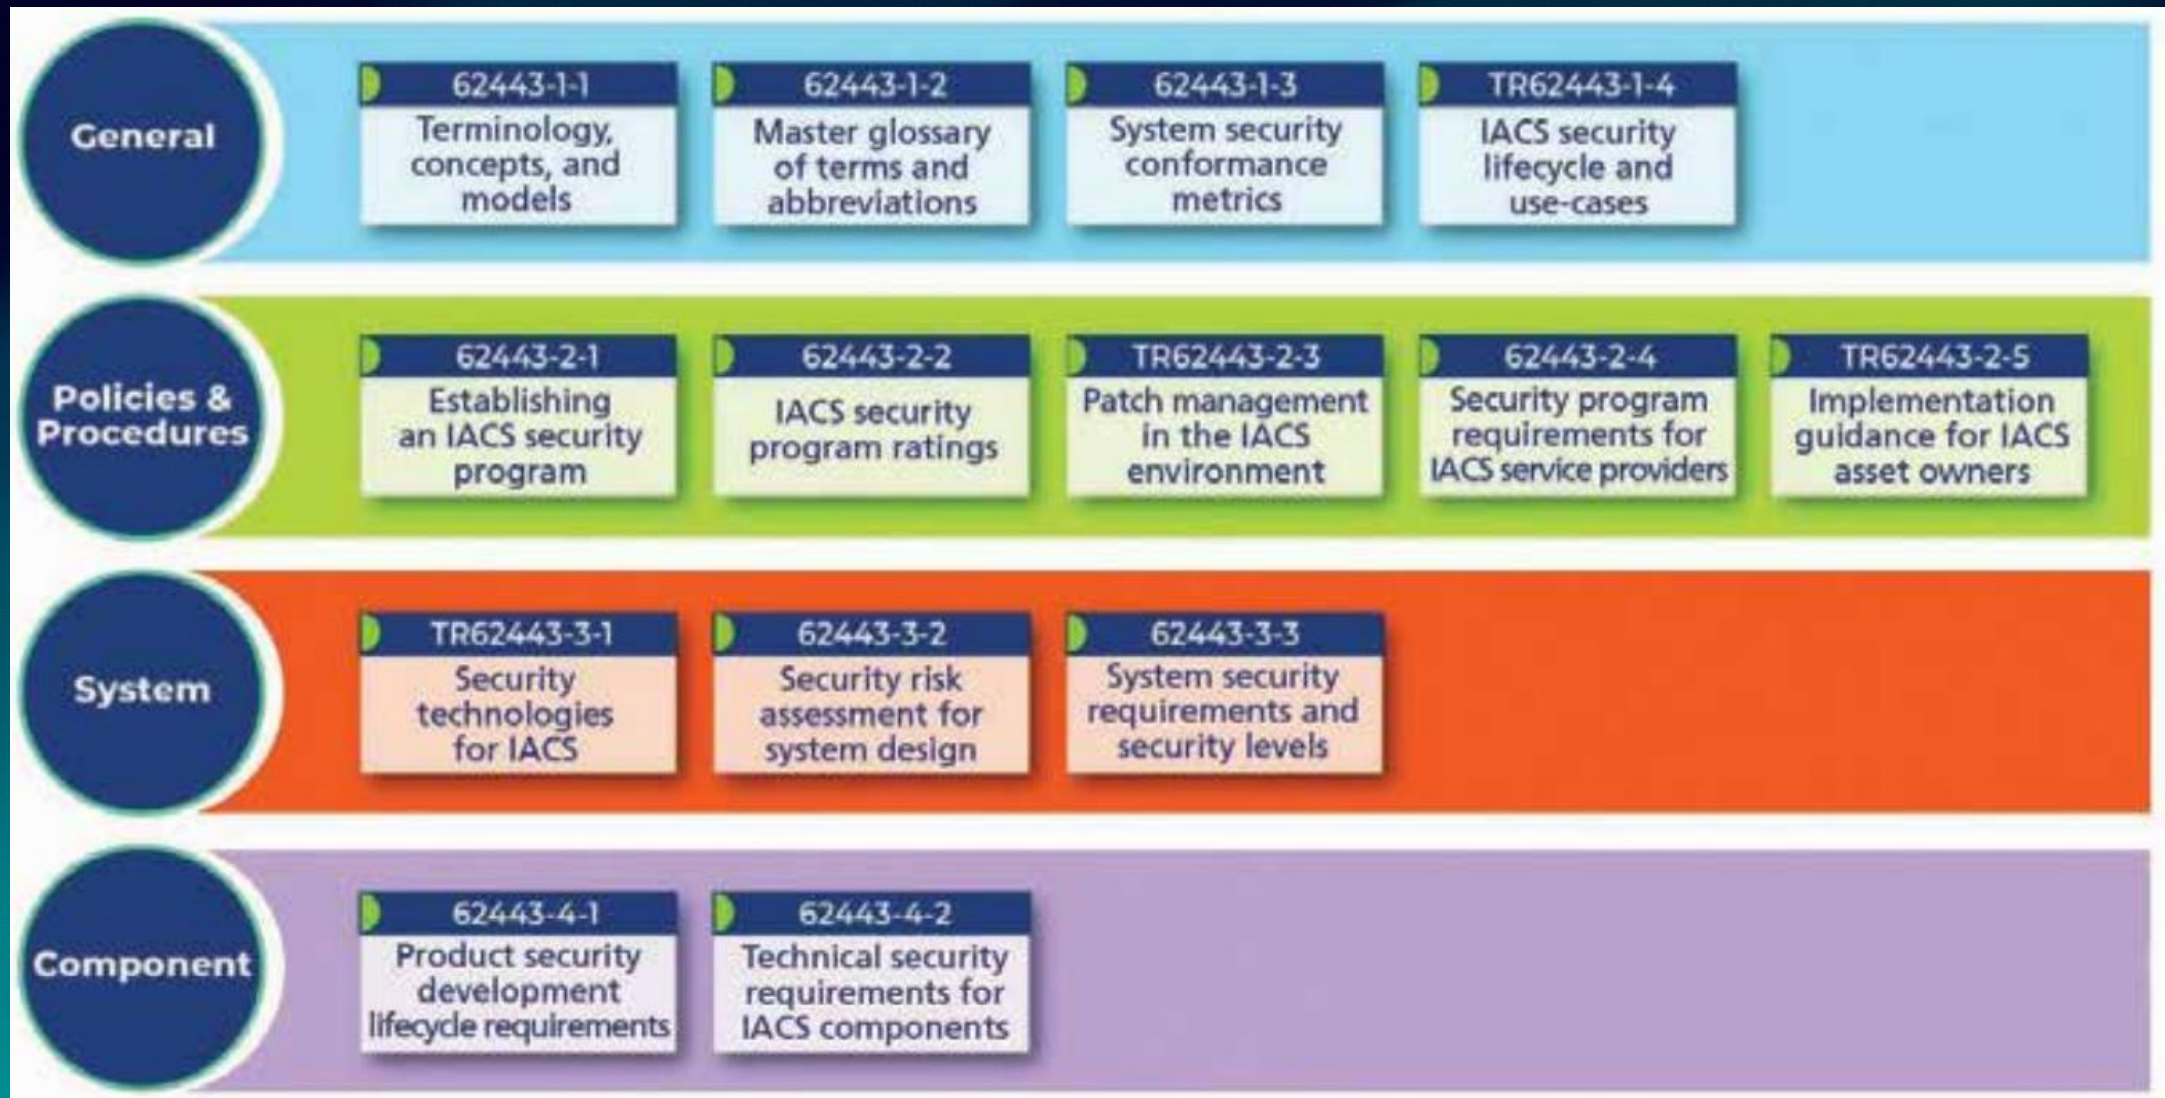 General
62443-1-1
Terminology,
concepts, and
models
62443-1-2
Master glossary
of terms and
abbreviations
62443-1-3
System security
conformance
metrics
TR62443-1-4
IACS security
lifecycle and
use-cases
Policies &
Procedures
62443-2-1
Establishing
an IACS security
program
62443-2-2
IACS security
program ratings
TR62443-2-3
Patch management
in the IACS
environment
62443-2-4
Security program
requirements for
IACS service providers
TR62443-2-5
Implementation
guidance for IACS
asset owners
System
TR62443-3-1
Security
technologies
for IACS
62443-3-2
Security risk
assessment for
system design
62443-3-3
System security
requirements and
security levels
Component
62443-4-1
Product security
development
lifecycle requirements
62443-4-2
Technical security
requirements for
IACS components